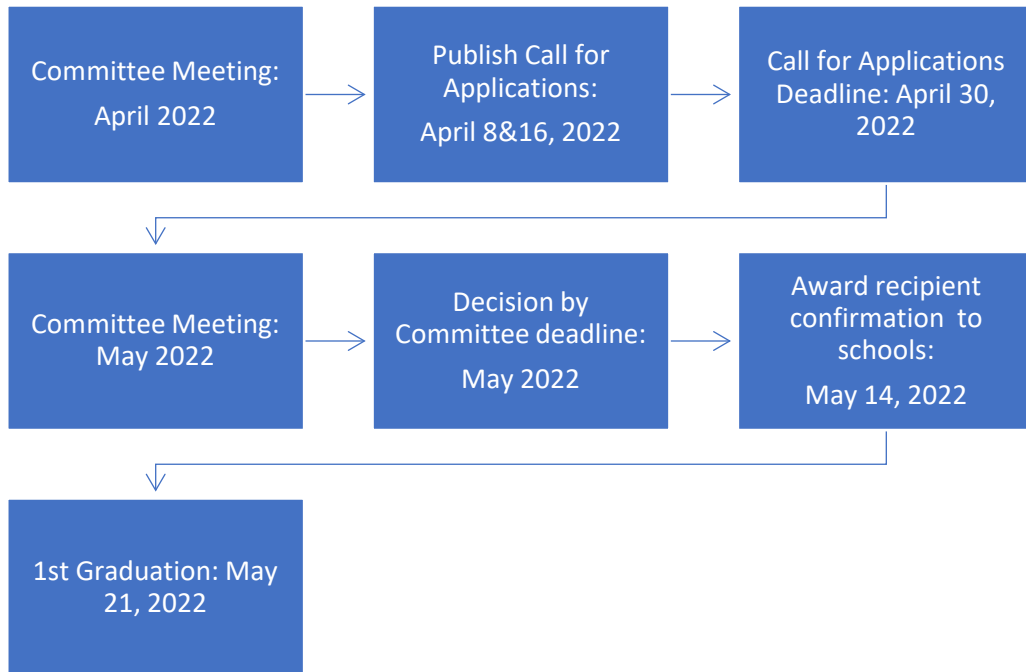 Committee Meeting:
April 2022
Publish Call for
Applications:
April 8&16, 2022
Call for Applications
Deadline: April 30,
2022
Committee Meeting:
May 2022
Decision by
Committee deadline:
May 2022
Award recipient
confirmation  to
schools:
May 14, 2022
1st Graduation: May
21, 2022